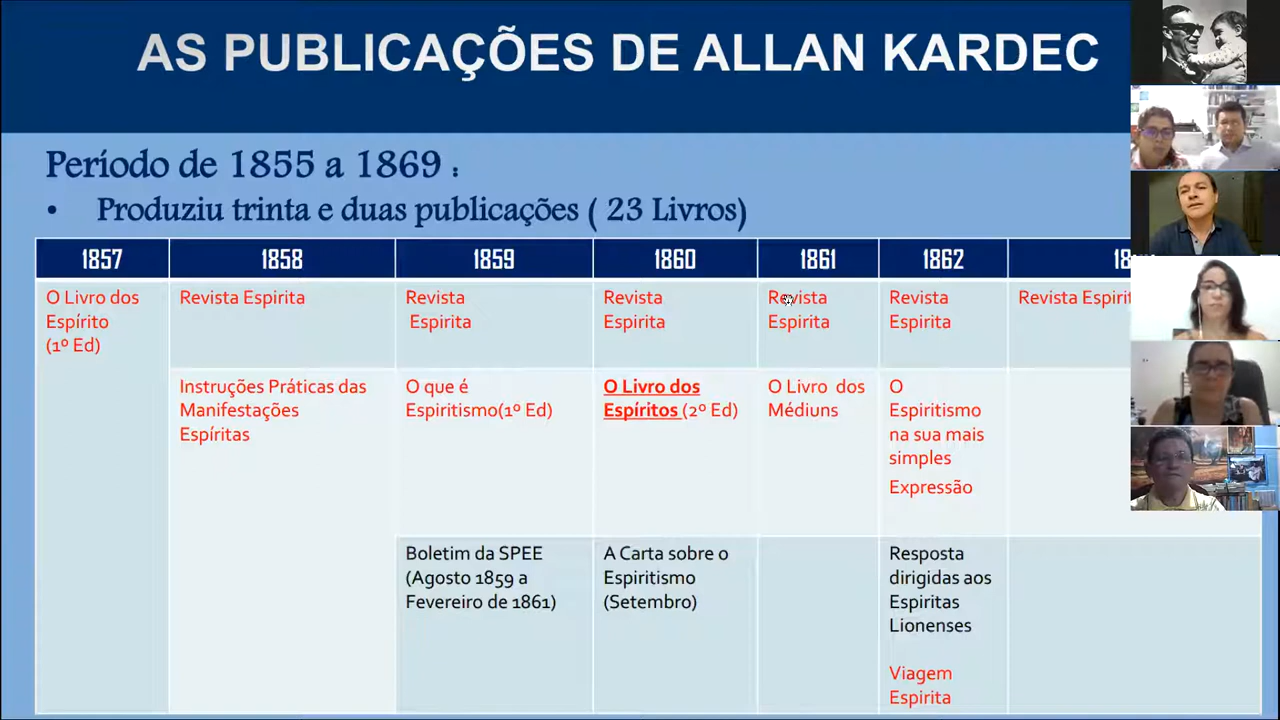 AS PUBLICAÇÕES DE ALLAN KARDEC
Período de 1855 a 1869 :
• Produziu trinta e duas publicações ( 23 Livros)
1857
1858
1859
1860
1861
1862
O Livro dos
Espírito
(1º Ed)
Revista Espirita
Revista
Espirita
Revista
Espirita
Revista
Espirita
Revista
Espirita
Revista
Instruções Práticas das
Manifestações
Espíritas
O que é
Espiritismo(1º Ed)
O Livro dos
Espíritos (2º Ed)
O Livro dos
Médiuns
O
Espiritismo
na sua mais
simples
Expressão
Boletim da SPEE
(Agosto 1859 a
Fevereiro de 1861)
A Carta sobre o
Espiritismo
(Setembro)
Resposta
dirigidas aos
Espiritas
Lionenses
Viagem
Espirita